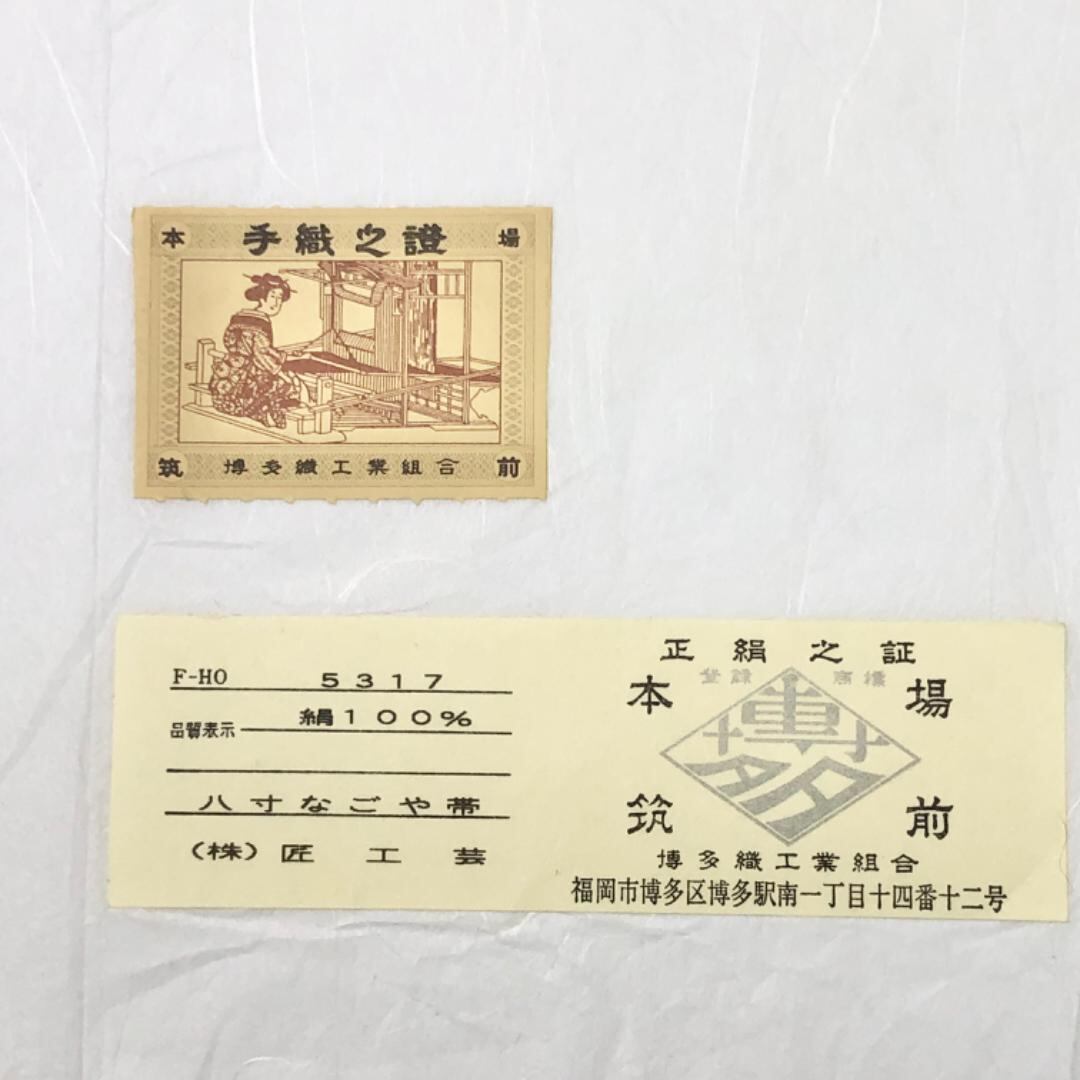 本 手織之證 場
筑 博多織工業組合 前
F-HO 5317
品質表示 絹100%
八寸なごや帯
(株)匠工芸
正絹之証
登録商標
本場
博多
筑前
博多織工業組合
福岡市博多区博多駅南一丁目十四番十二号